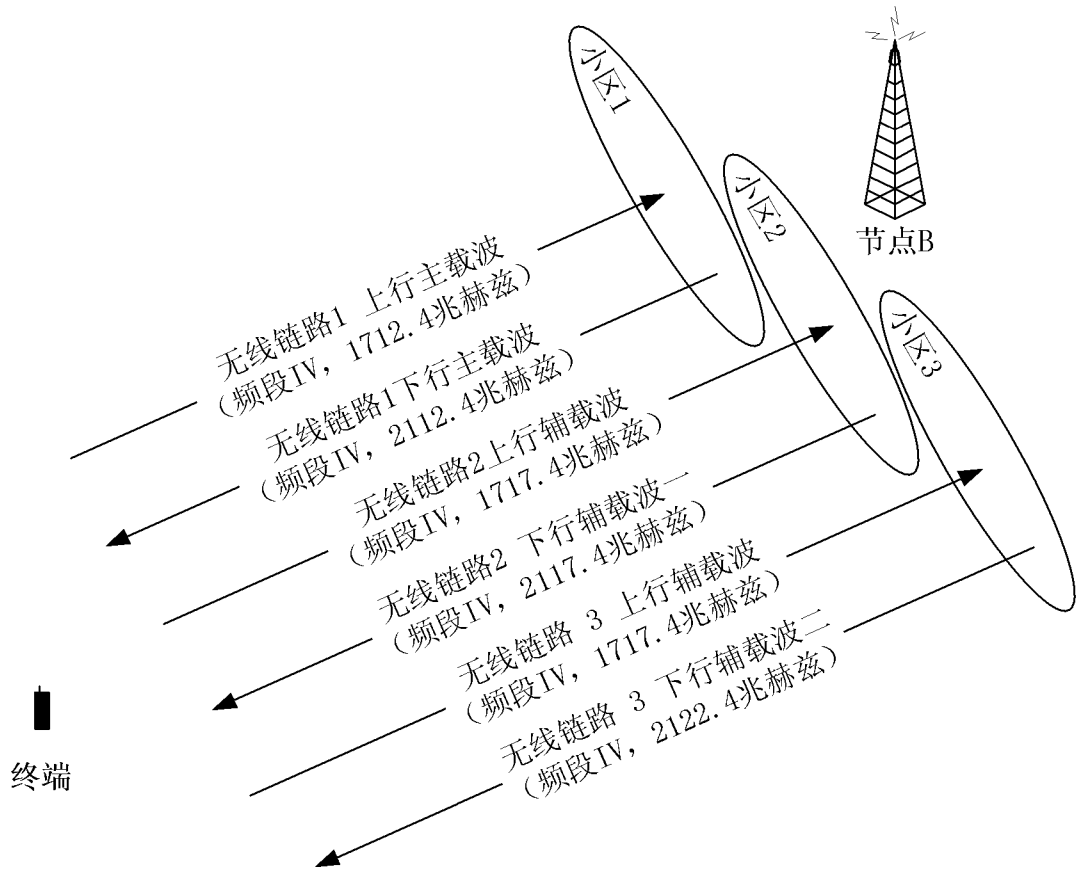 小区1
小区2
节点B
小区3
无线链路1 上行主载波
(频段IV, 1712.4兆赫兹)
无线链路1下行主载波
(频段IV, 2112.4兆赫兹)
无线链路2上行辅载波
(频段IV, 1717.4兆赫兹)
无线链路2 下行辅载波一
(频段IV, 2117.4兆赫兹)
无线链路 3 上行辅载波
(频段IV, 1717.4兆赫兹)
无线链路 3 下行辅载波二
(频段IV, 2122.4兆赫兹)
终端